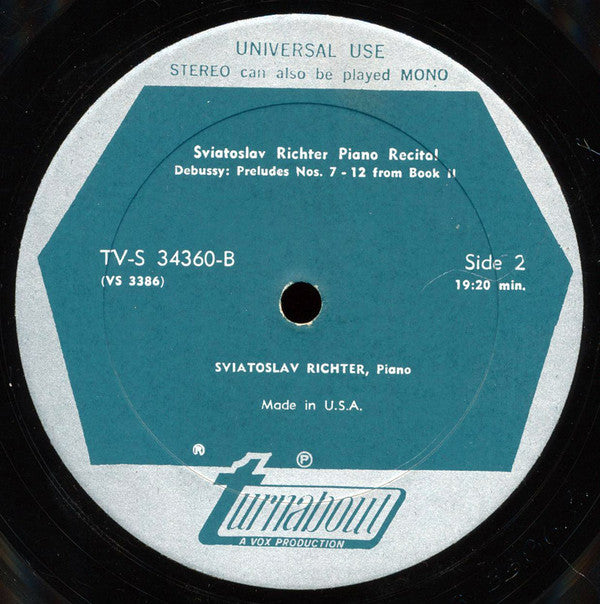 UNIVERSAL USE
STEREO can also be played MONO
Sviatoslav Richter Piano Recital
Debussy: Preludes Nos. 7 - 12 from Book II
TV-S 34360-B
Side 2
(VS 3386)
19:20 min.
SVIATOSLAV RICHTER, Piano
Made in U.S.A.
® ℗
turnabout
A VOX PRODUCTION